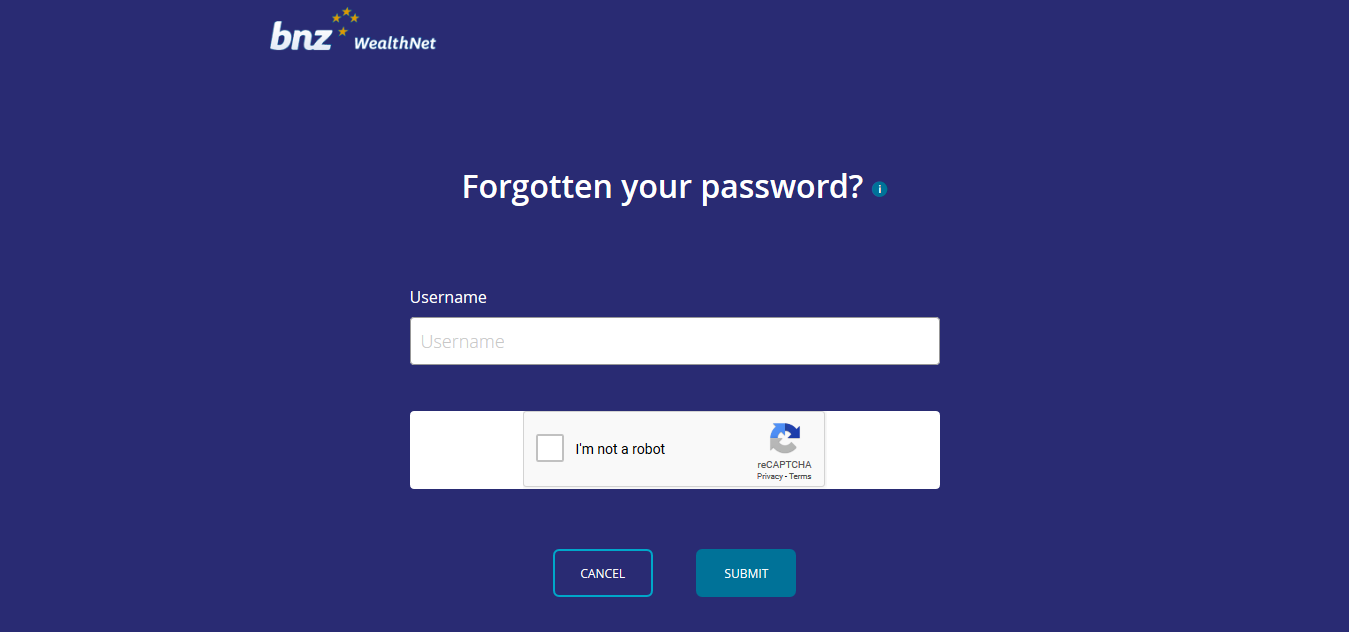 bnz WealthNet
Forgotten your password? i
Username
Username
I'm not a robot
reCAPTCHA
Privacy - Terms
CANCEL
SUBMIT